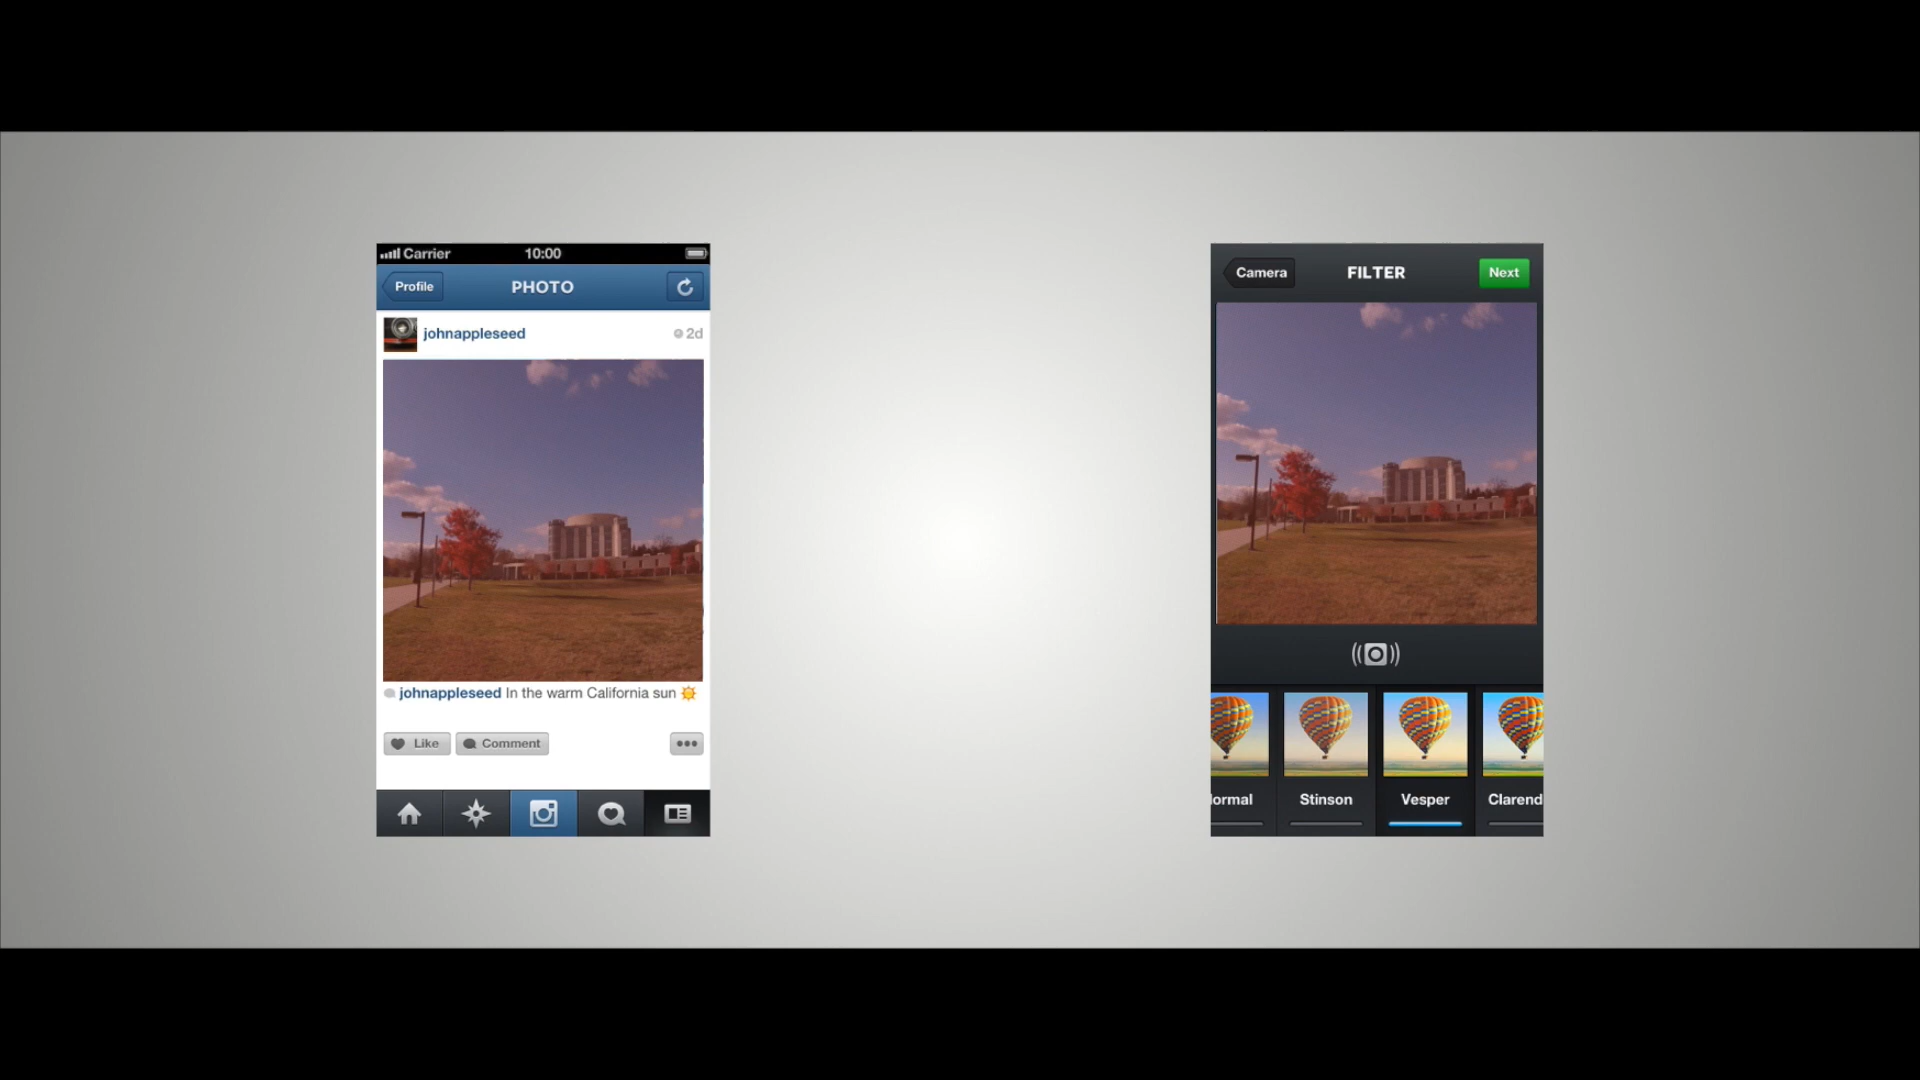 Carrier 10:00
Profile PHOTO
johnappleseed 2d
johnappleseed In the warm California sun ☀
Like Comment
Camera FILTER Next
ormal Stinson Vesper Clarend